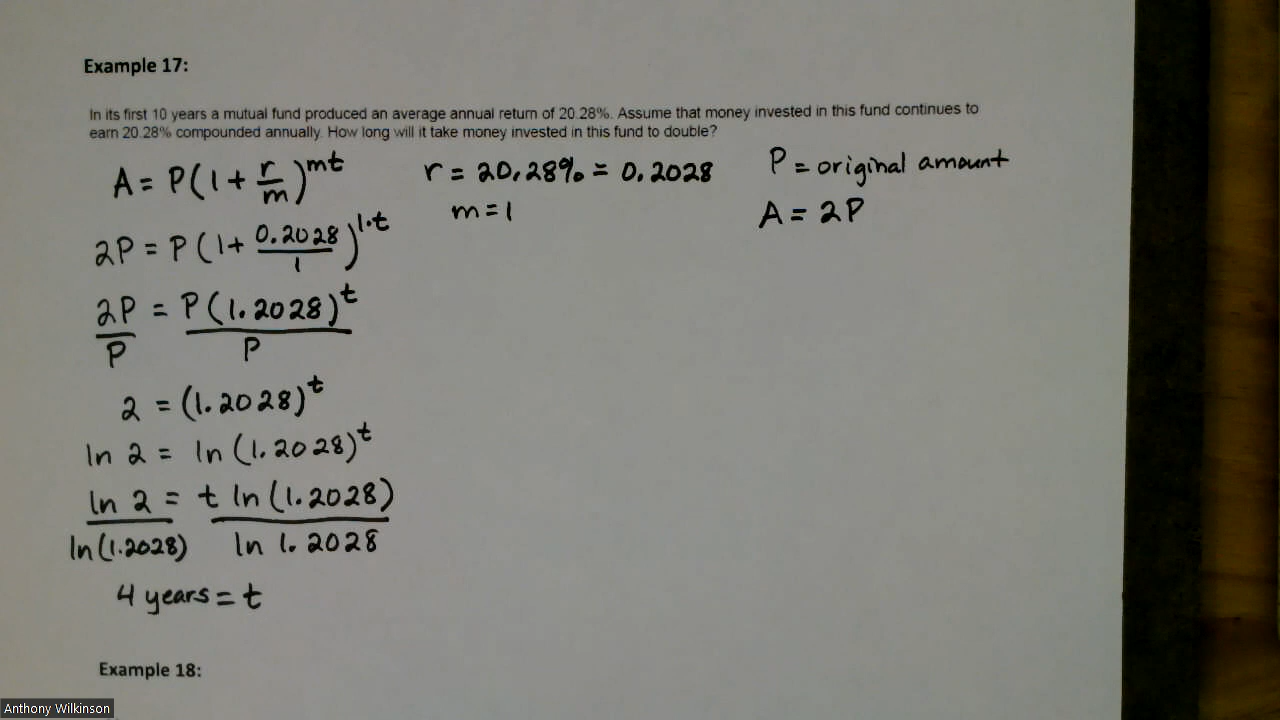 Example 17:
In its first 10 years a mutual fund produced an average annual return of 20.28%. Assume that money invested in this fund continues to
earn 20.28% compounded annually. How long will it take money invested in this fund to double?
A = P(1 + r/m)^mt
r = 20.28% = 0.2028
P = original amount
m = 1
A = 2P
2P = P(1 + 0.2028/1)^1·t
2P/P = P(1.2028)^t/P
2 = (1.2028)^t
ln 2 = ln(1.2028)^t
ln 2/ln(1.2028) = t ln(1.2028)/ln 1.2028
4 years = t
Example 18:
Anthony Wilkinson